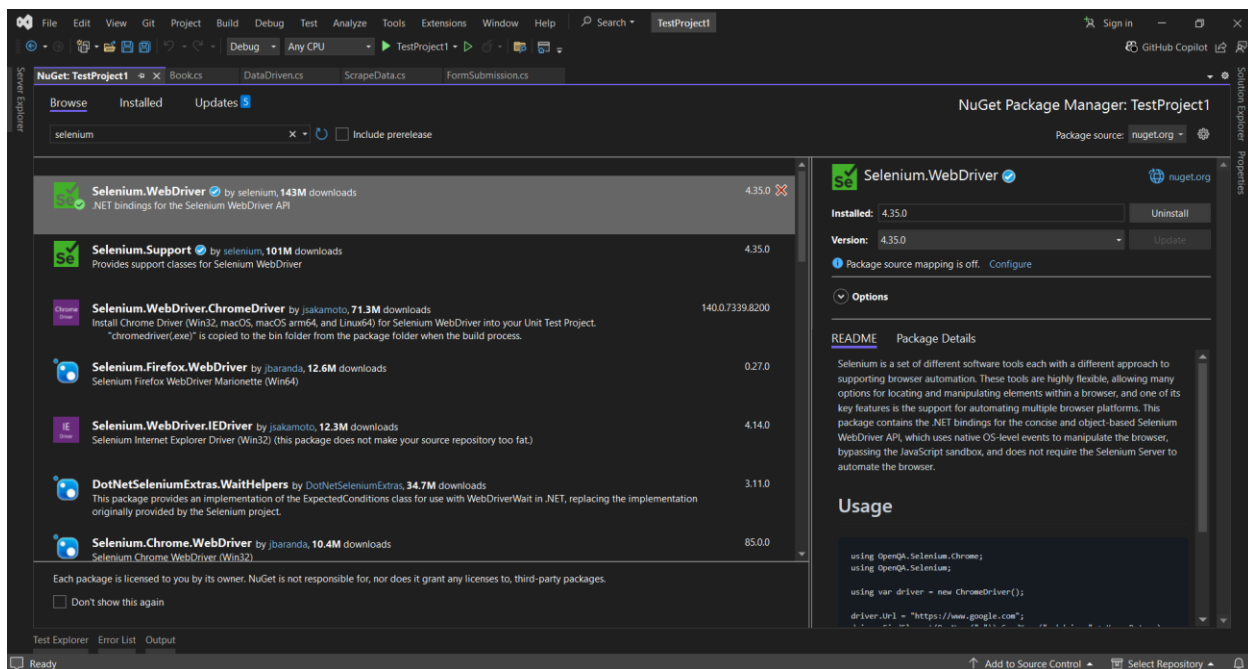 File Edit View Git Project Build Debug Test Analyze Tools Extensions Window Help Search TestProject1 Sign in
Debug Any CPU TestProject1 GitHub Copilot
Server Explorer
NuGet: TestProject1 Book.cs DataDriven.cs ScrapeData.cs FormSubmission.cs
Browse Installed Updates 5
NuGet Package Manager: TestProject1
selenium Include prerelease
Package source: nuget.org
Selenium.WebDriver by selenium, 143M downloads 4.35.0
.NET bindings for the Selenium WebDriver API
Selenium.Support by selenium, 101M downloads 4.35.0
Provides support classes for Selenium WebDriver
Chrome Driver
Selenium.WebDriver.ChromeDriver by jsakamoto, 71.3M downloads 140.0.7339.8200
Install Chrome Driver (Win32, macOS, macOS arm64, and Linux64) for Selenium WebDriver into your Unit Test Project.
"chromedriver(.exe)" is copied to the bin folder from the package folder when the build process.
Selenium.Firefox.WebDriver by jbaranda, 12.6M downloads 0.27.0
Selenium Firefox WebDriver Marionette (Win64)
IE Driver
Selenium.WebDriver.IEDriver by jsakamoto, 12.3M downloads 4.14.0
Selenium Internet Explorer Driver (Win32) (this package does not make your source repository too fat.)
DotNetSeleniumExtras.WaitHelpers by DotNetSeleniumExtras, 34.7M downloads 3.11.0
This package provides an implementation of the ExpectedConditions class for use with WebDriverWait in .NET, replacing the implementation
originally provided by the Selenium project.
Selenium.Chrome.WebDriver by jbaranda, 10.4M downloads 85.0.0
Selenium Chrome WebDriver (Win32)
Each package is licensed to you by its owner. NuGet is not responsible for, nor does it grant any licenses to, third-party packages.
Don't show this again
Se Selenium.WebDriver nuget.org
Installed: 4.35.0 Uninstall
Version: 4.35.0 Update
Package source mapping is off. Configure
Options
README Package Details
Selenium is a set of different software tools each with a different approach to
supporting browser automation. These tools are highly flexible, allowing many
options for locating and manipulating elements within a browser, and one of its
key features is the support for automating multiple browser platforms. This
package contains the .NET bindings for the concise and object-based Selenium
WebDriver API, which uses native OS-level events to manipulate the browser,
bypassing the JavaScript sandbox, and does not require the Selenium Server to
automate the browser.
Usage
using OpenQA.Selenium.Chrome;
using OpenQA.Selenium;
using var driver = new ChromeDriver();
driver.Url = "https://www.google.com";
Solution Explorer
Properties
Test Explorer Error List Output
Ready Add to Source Control Select Repository